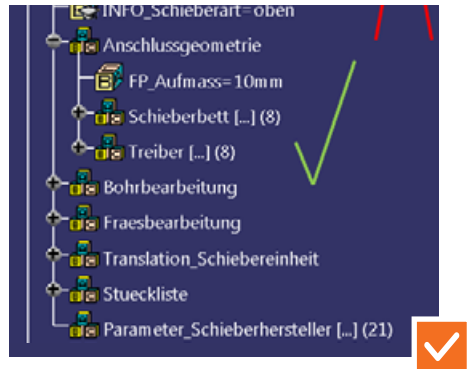 INFO_Schieberart=oben
Anschlussgeometrie
FP_Aufmass=10mm
Schieberbett [...] (8)
Treiber [...] (8)
Bohrbearbeitung
Fraesbearbeitung
Translation_Schiebereinheit
Stueckliste
Parameter_Schieberhersteller [...] (21)